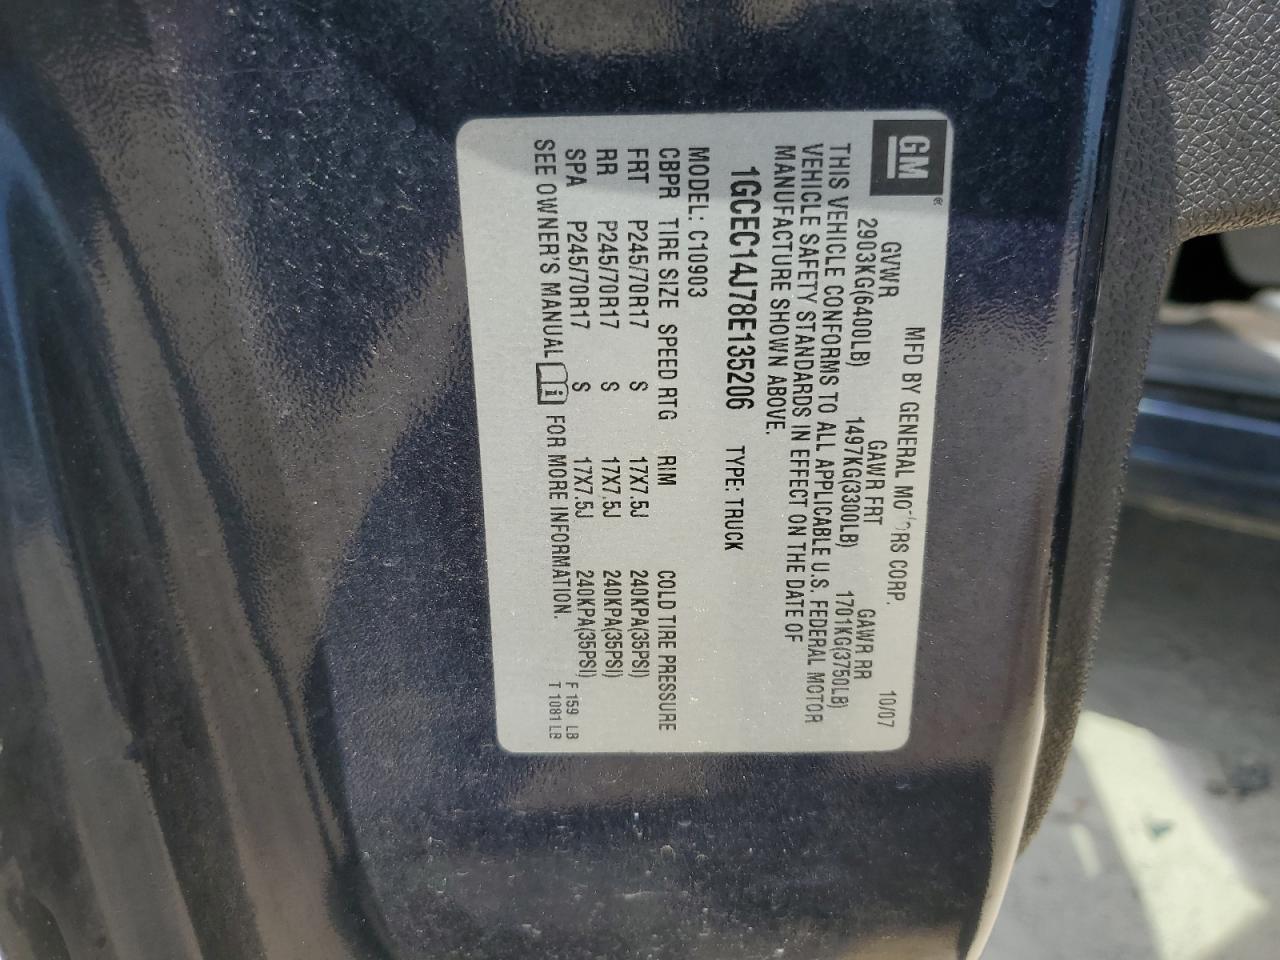 GM®
MFD BY GENERAL MOTORS CORP. 10/07
GVWR GAWR FRT GAWR RR
2903KG(6400LB) 1497KG(3300LB) 1701KG(3750LB)
THIS VEHICLE CONFORMS TO ALL APPLICABLE U.S. FEDERAL MOTOR
VEHICLE SAFETY STANDARDS IN EFFECT ON THE DATE OF
MANUFACTURE SHOWN ABOVE.
1GCEC14J78E135206 TYPE: TRUCK
MODEL: C10903
CBPR TIRE SIZE SPEED RTG RIM COLD TIRE PRESSURE
FRT P245/70R17 S 17X7.5J 240KPA(35PSI)
RR P245/70R17 S 17X7.5J 240KPA(35PSI)
SPA P245/70R17 S 17X7.5J 240KPA(35PSI)
SEE OWNER'S MANUAL i FOR MORE INFORMATION.
F 159 LB
T 1081 LB